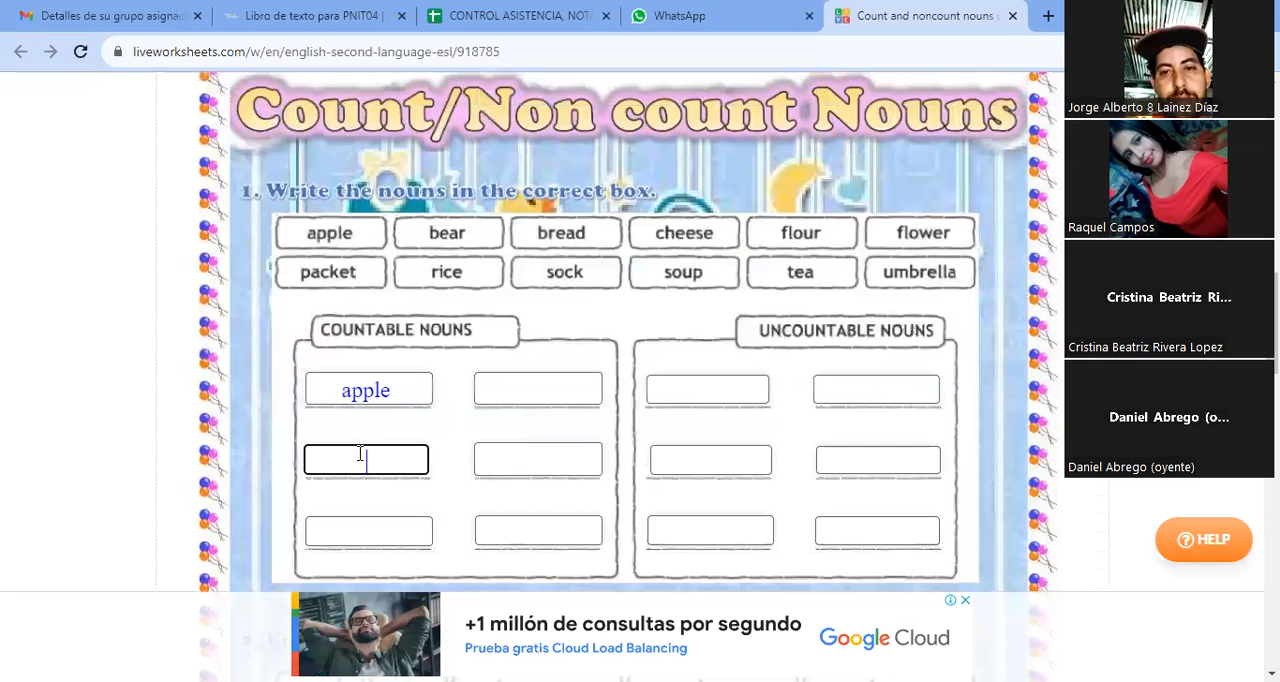 Detalles de su grupo asignad
Libro de texto para PNIT04 |
CONTROL ASISTENCIA, NOTA
WhatsApp
Count and noncount nouns o
liveworksheets.com/w/en/english-second-language-esl/918785
Count/Non count Nouns
1. Write the nouns in the correct box.
apple bear bread cheese flour flower
packet rice sock soup tea umbrella
COUNTABLE NOUNS UNCOUNTABLE NOUNS
apple
Jorge Alberto 8 Lainez Díaz
Raquel Campos
Cristina Beatriz Ri...
Cristina Beatriz Rivera Lopez
Daniel Abrego (o...
Daniel Abrego (oyente)
HELP
+1 millón de consultas por segundo
Prueba gratis Cloud Load Balancing
Google Cloud